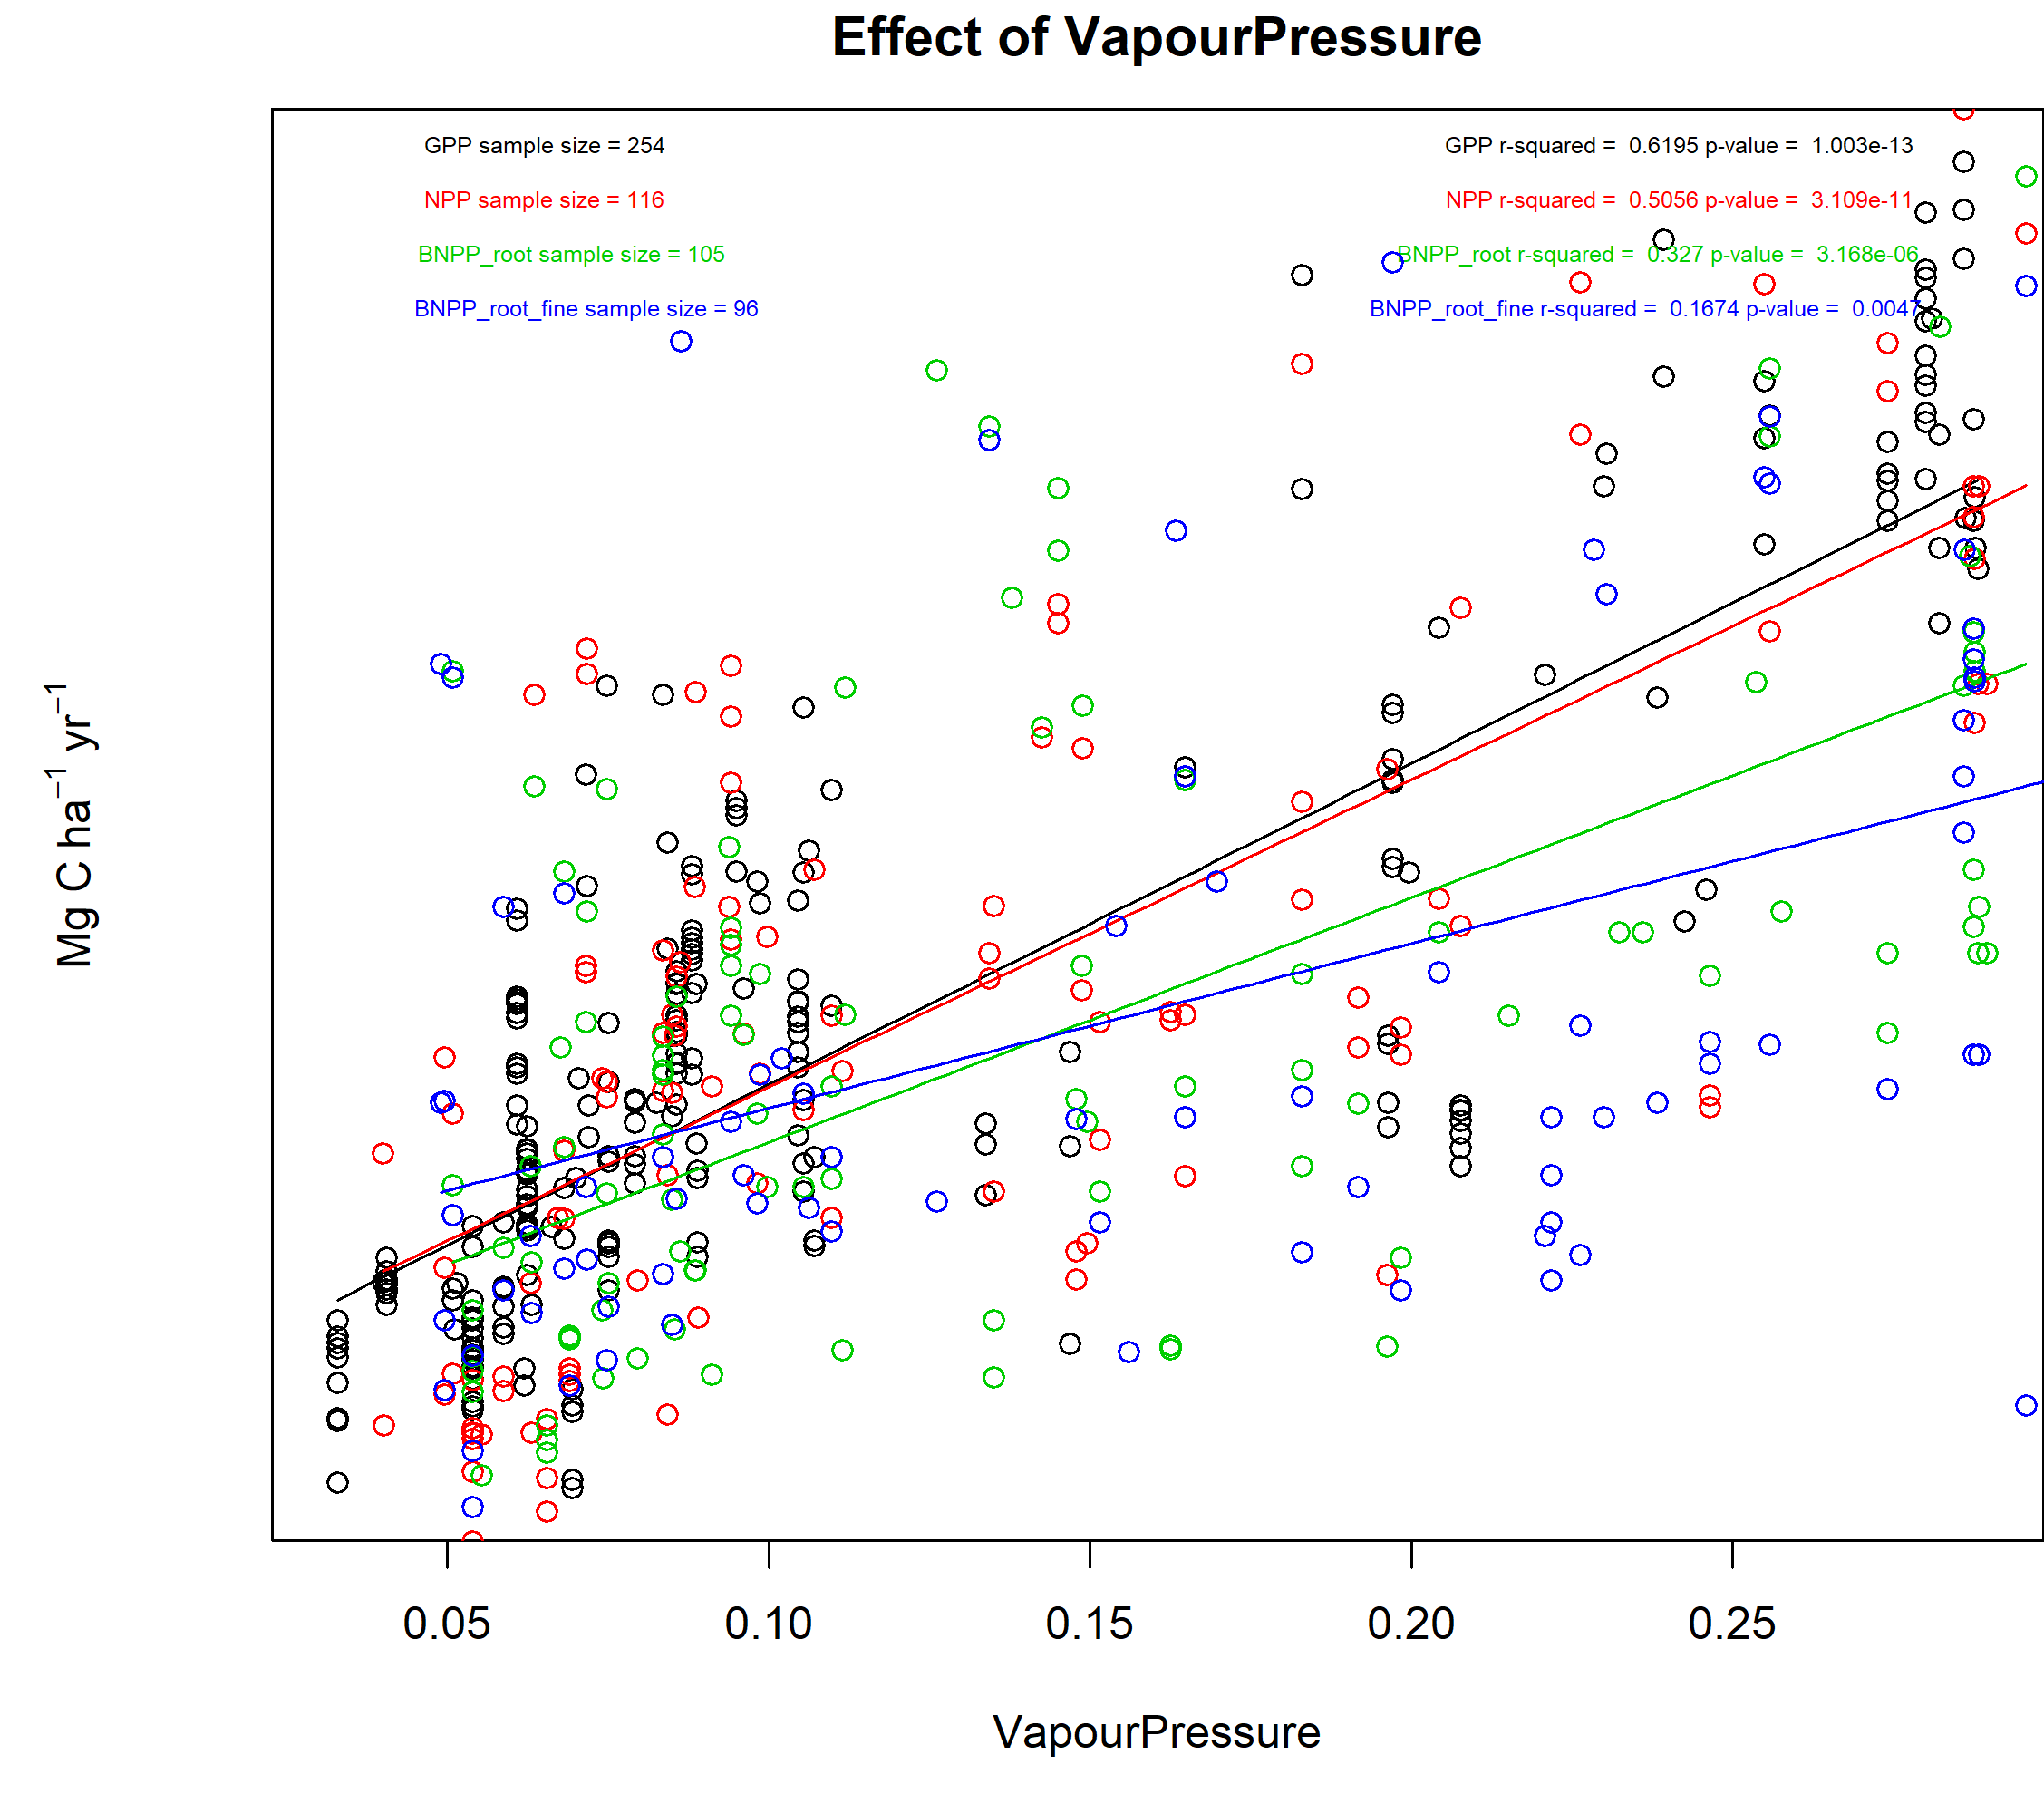 Effect of VapourPressure
GPP sample size = 254
GPP r-squared = 0.6195 p-value = 1.003e-13
NPP sample size = 116
NPP r-squared = 0.5056 p-value = 3.109e-11
BNPP_root sample size = 105
BNPP_root r-squared = 0.327 p-value = 3.168e-06
BNPP_root_fine sample size = 96
BNPP_root_fine r-squared = 0.1674 p-value = 0.0047
Mg C ha⁻¹ yr⁻¹
0.05 0.10 0.15 0.20 0.25
VapourPressure